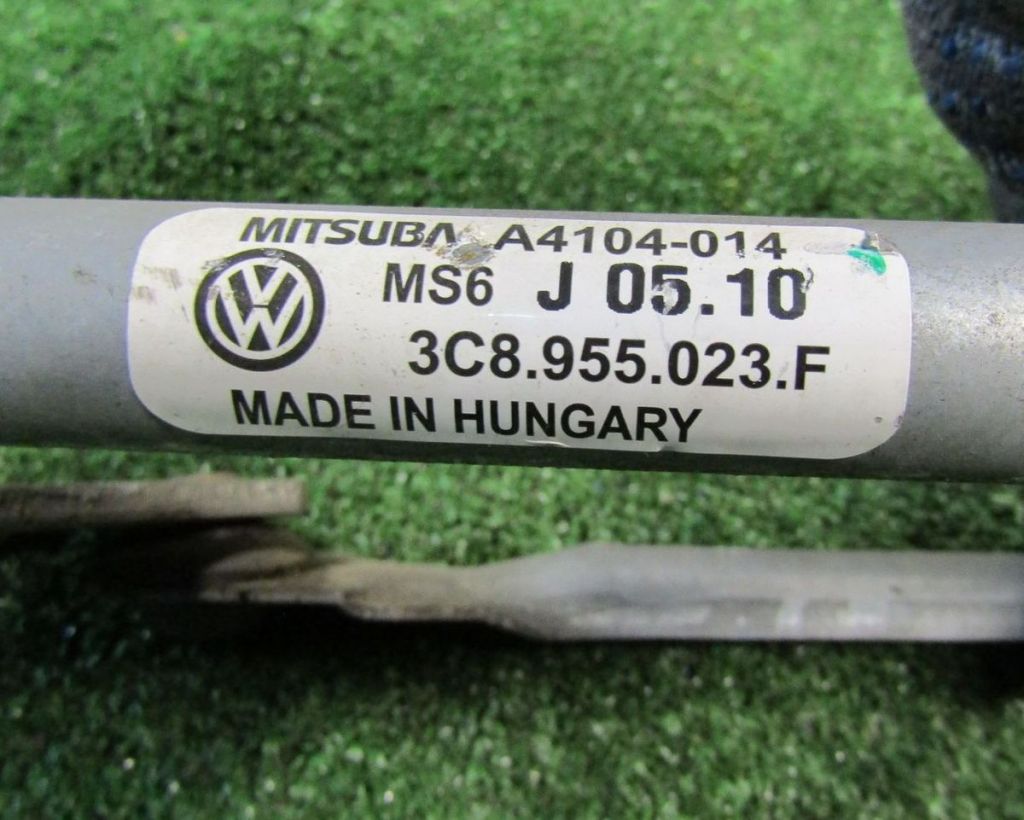 MITSUBA A4104-014
MS6 J 05.10
3C8.955.023.F
MADE IN HUNGARY